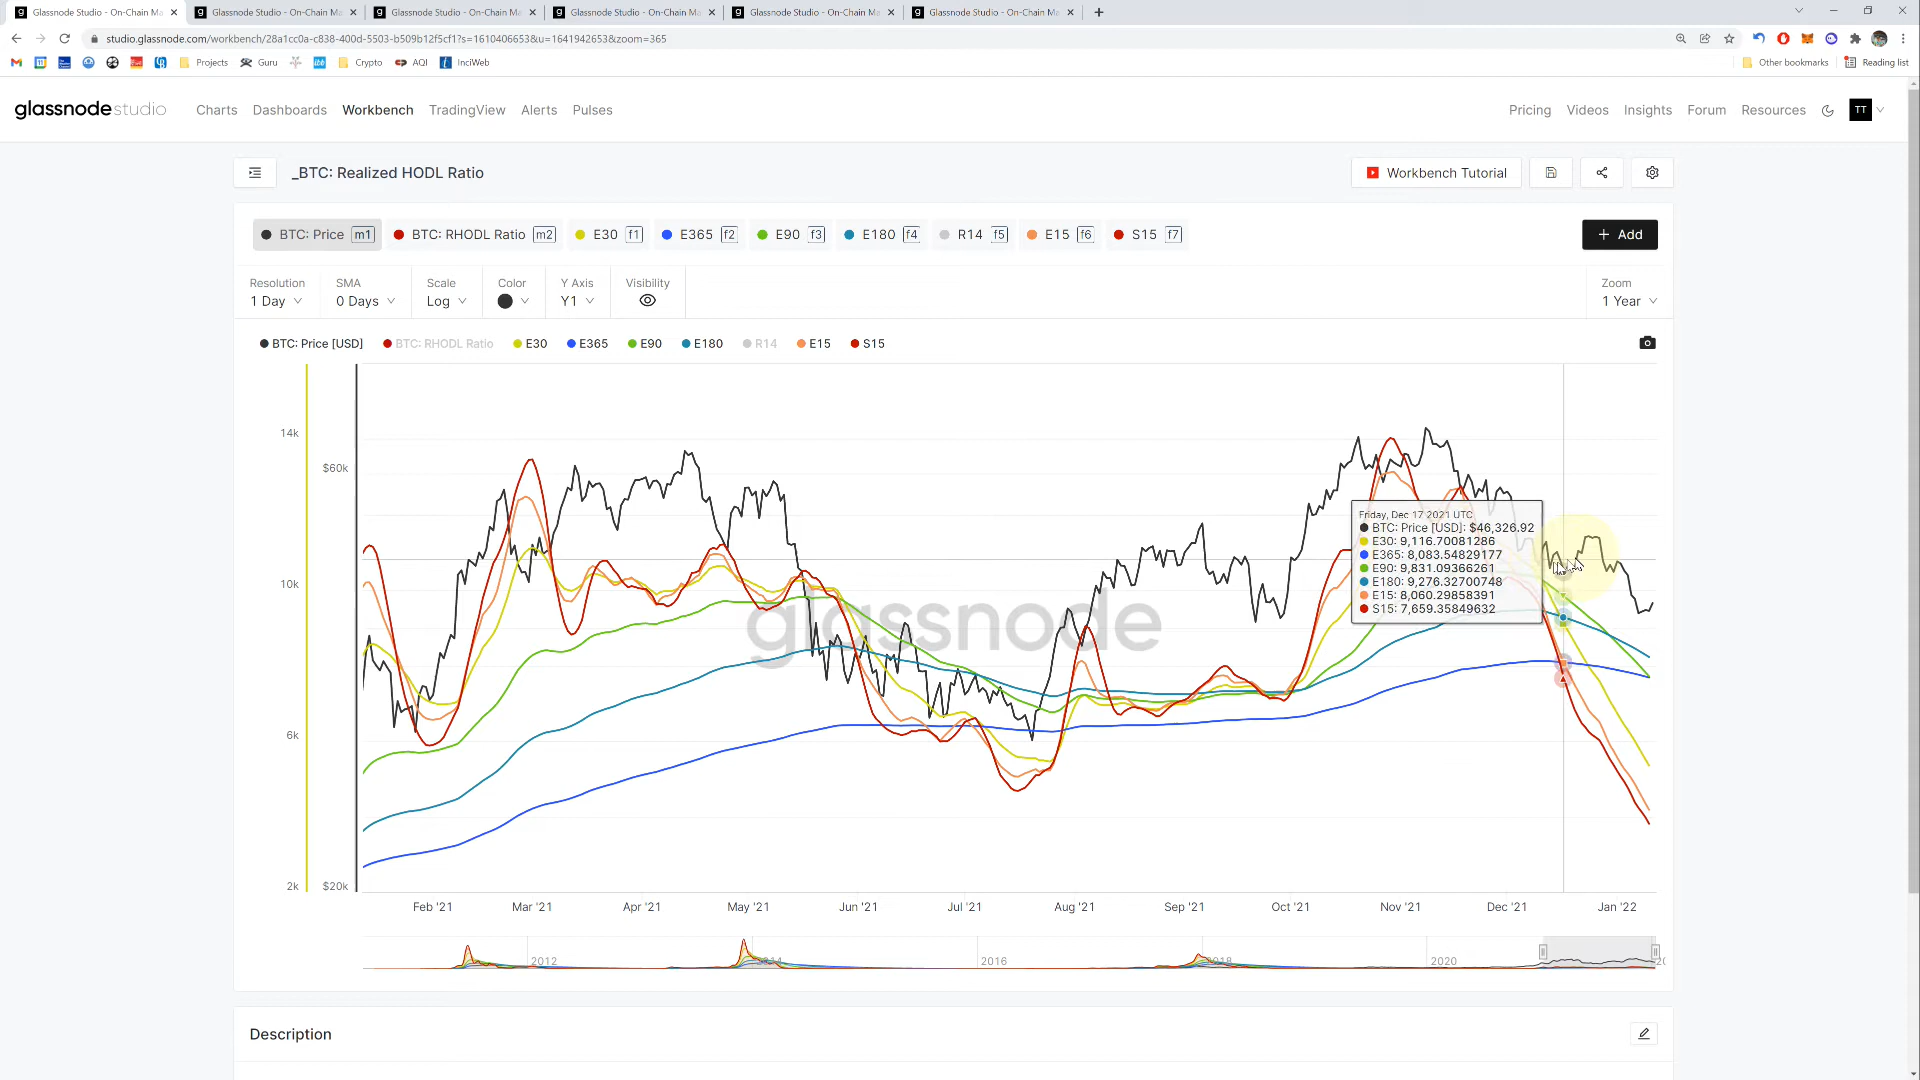 Glassnode Studio - On-Chain Ma
Glassnode Studio - On-Chain Ma
Glassnode Studio - On-Chain Ma
Glassnode Studio - On-Chain Ma
Glassnode Studio - On-Chain Ma
Glassnode Studio - On-Chain Ma
studio.glassnode.com/workbench/28a1cc0a-c838-400d-5503-b509b12f5cf1?s=1610406653&u=1641942653&zoom=365
Projects
Guru
Crypto
AQI
InciWeb
Other bookmarks
Reading list
glassnodestudio
Charts
Dashboards
Workbench
TradingView
Alerts
Pulses
Pricing
Videos
Insights
Forum
Resources
TT
_BTC: Realized HODL Ratio
Workbench Tutorial
BTC: Price m1
BTC: RHODL Ratio m2
E30 f1
E365 f2
E90 f3
E180 f4
R14 f5
E15 f6
S15 f7
+ Add
Resolution
1 Day
SMA
0 Days
Scale
Log
Color
Y Axis
Y1
Visibility
Zoom
1 Year
BTC: Price [USD]
BTC: RHODL Ratio
E30
E365
E90
E180
R14
E15
S15
14k
10k
6k
2k
$60k
$20k
glassnode
Friday, Dec 17 2021 UTC
BTC: Price [USD]: $46,326.92
E30: 9,116.70081286
E365: 8,083.54829177
E90: 9,831.09366261
E180: 9,276.32700748
E15: 8,060.29858391
S15: 7,659.35849632
Feb '21
Mar '21
Apr '21
May '21
Jun '21
Jul '21
Aug '21
Sep '21
Oct '21
Nov '21
Dec '21
Jan '22
2012
2014
2016
2018
2020
Description